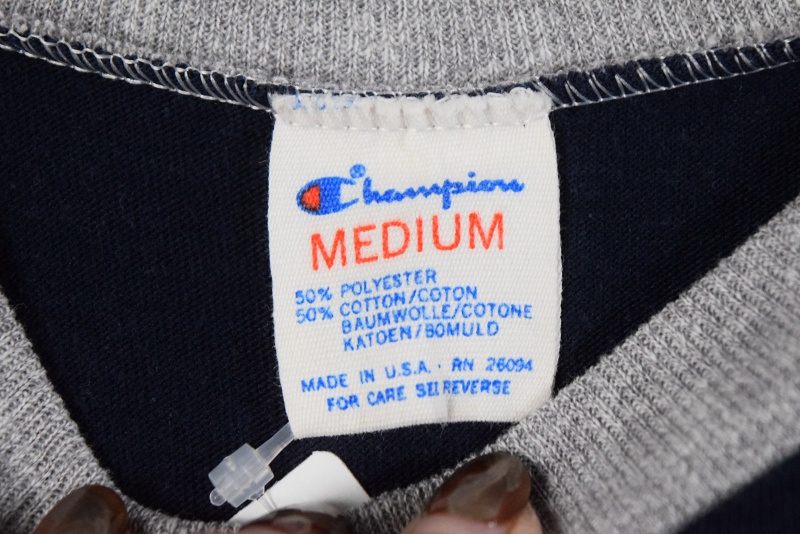 Champion
MEDIUM
50% POLYESTER
50% COTTON/COTON
BAUMWOLLE/COTONE
KATOEN/BOMULD
MADE IN U.S.A. · RN 26094
FOR CARE SEE REVERSE